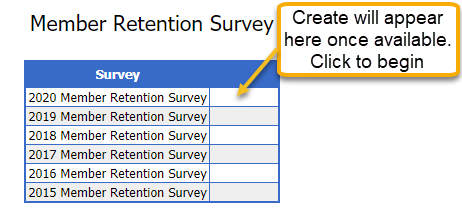 Member Retention Survey
Create will appear
here once available.
Click to begin
Survey
2020 Member Retention Survey
2019 Member Retention Survey
2018 Member Retention Survey
2017 Member Retention Survey
2016 Member Retention Survey
2015 Member Retention Survey